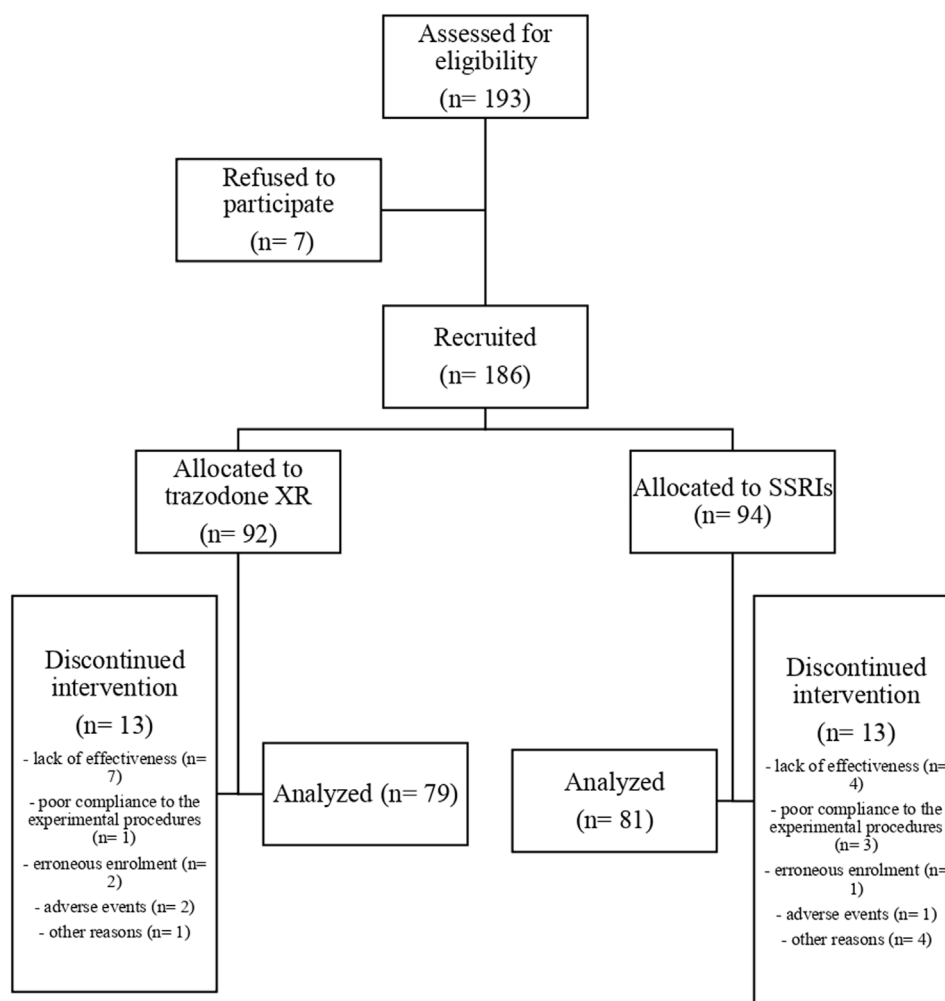 Assessed for
eligibility
(n= 193)
Refused to
participate
(n= 7)
Recruited
(n= 186)
Allocated to
trazodone XR
(n= 92)
Allocated to SSRIs
(n= 94)
Discontinued
intervention
(n= 13)
- lack of effectiveness (n=
7)
- poor compliance to the
experimental procedures
(n= 1)
- erroneous enrolment (n=
2)
- adverse events (n= 2)
- other reasons (n= 1)
Analyzed (n= 79)
Analyzed
(n= 81)
Discontinued
intervention
(n= 13)
- lack of effectiveness (n=
4)
- poor compliance to the
experimental procedures
(n= 3)
- erroneous enrolment (n=
1)
- adverse events (n= 1)
- other reasons (n= 4)